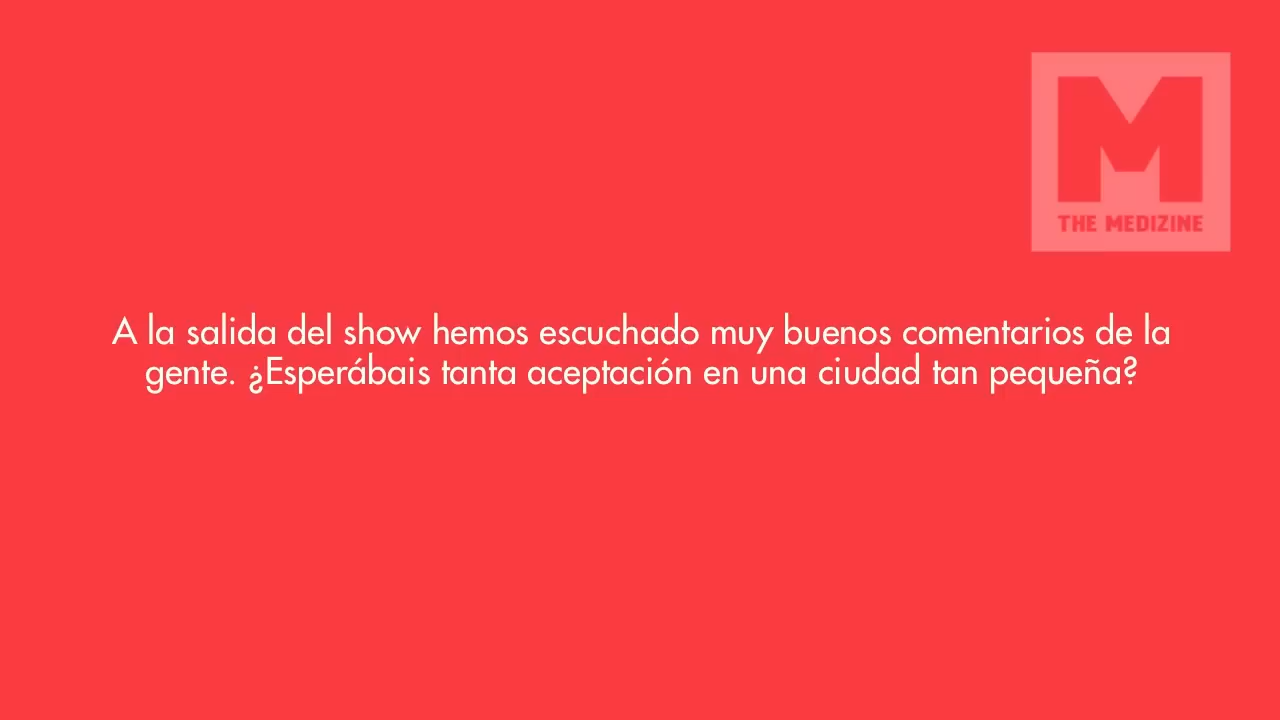 M
THE MEDIZINE
A la salida del show hemos escuchado muy buenos comentarios de la
gente. ¿Esperábais tanta aceptación en una ciudad tan pequeña?